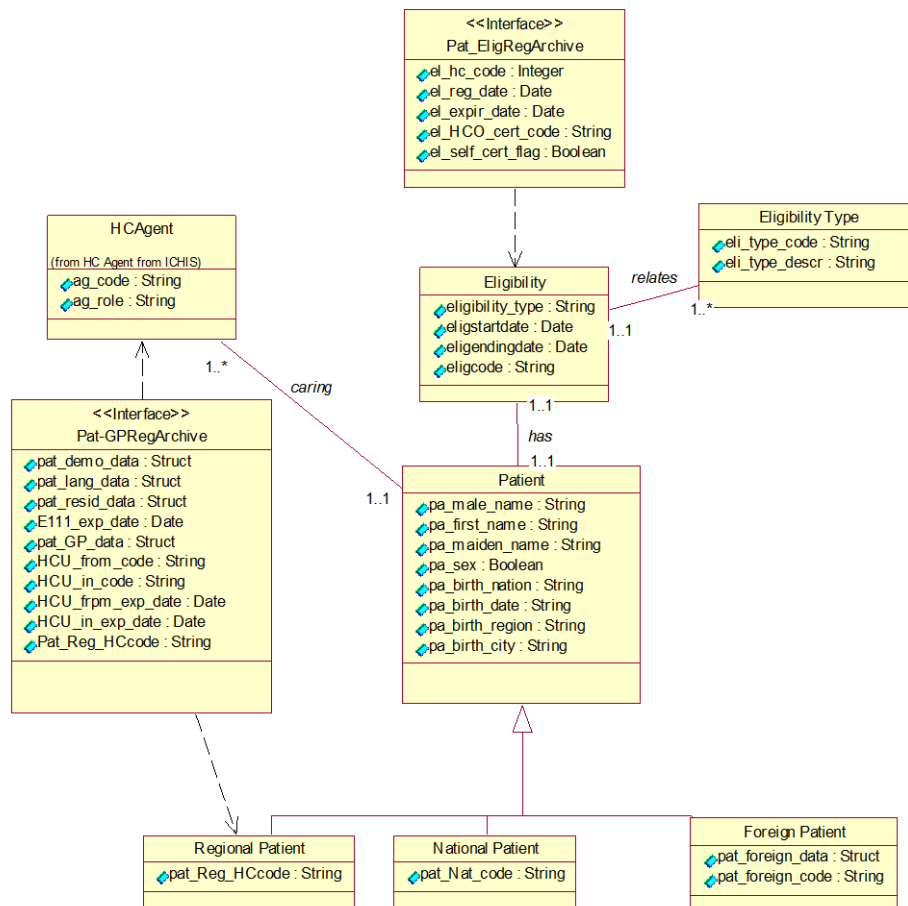 <<Interface>>
Pat_EligRegArchive
el_hc_code : Integer
el_reg_date : Date
el_expir_date : Date
el_HCO_cert_code : String
el_self_cert_flag : Boolean
HCAgent
(from HC Agent from ICHIS)
ag_code : String
ag_role : String
Eligibility Type
eli_type_code : String
eli_type_descr : String
Eligibility
eligibility_type : String
eligstartdate : Date
eligendingdate : Date
eligcode : String
relates
1..1
1..*
1..*
caring
1..1
1..1
has
1..1
<<Interface>>
Pat-GPRegArchive
pat_demo_data : Struct
pat_lang_data : Struct
pat_resid_data : Struct
E111_exp_date : Date
pat_GP_data : Struct
HCU_from_code : String
HCU_in_code : String
HCU_frpm_exp_date : Date
HCU_in_exp_date : Date
Pat_Reg_HCcode : String
Patient
pa_male_name : String
pa_first_name : String
pa_maiden_name : String
pa_sex : Boolean
pa_birth_nation : String
pa_birth_date : String
pa_birth_region : String
pa_birth_city : String
Regional Patient
pat_Reg_HCcode : String
National Patient
pat_Nat_code : String
Foreign Patient
pat_foreign_data : Struct
pat_foreign_code : String